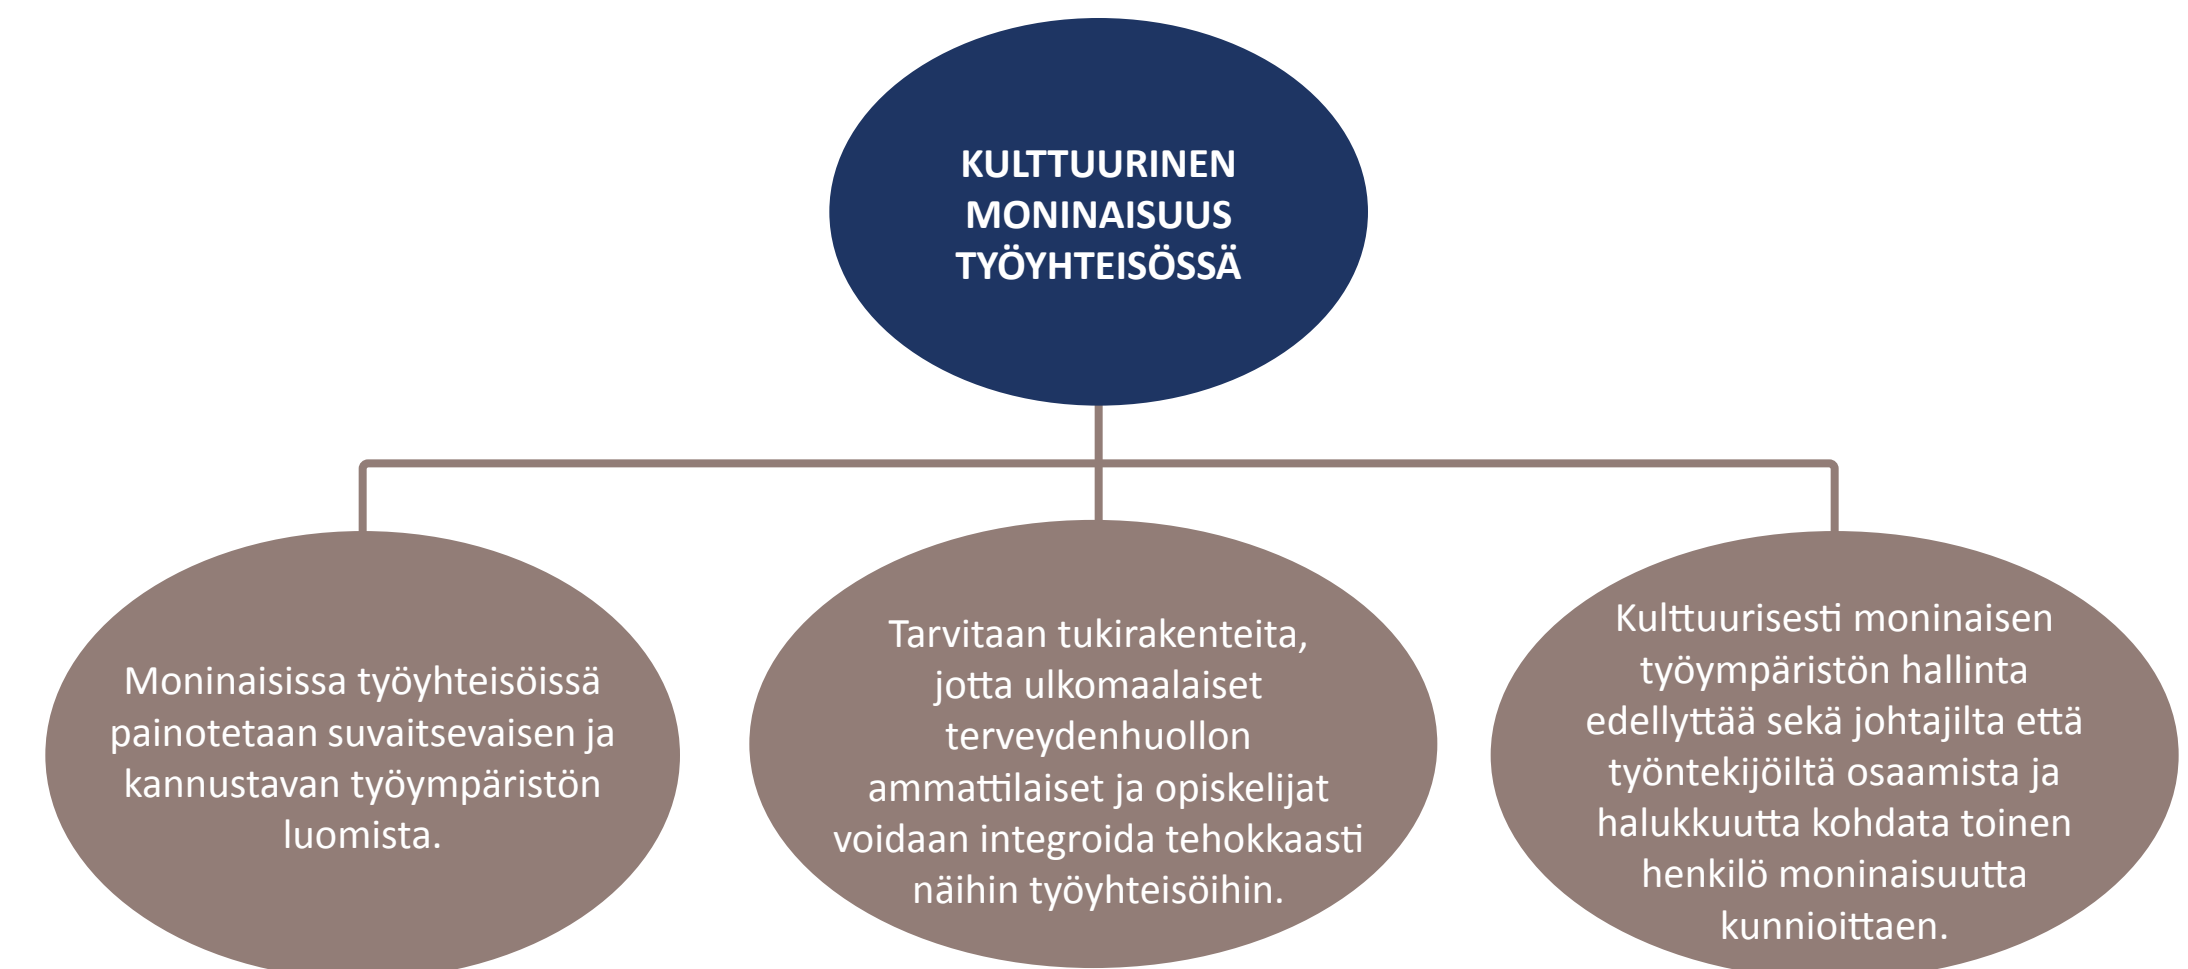 KULTTUURINEN
MONINAISUUS
TYÖYHTEISÖSSÄ
Moninaisissa työyhteisöissä
painotetaan suvaitsevaisen ja
kannustavan työympäristön
luomista.
Tarvitaan tukirakenteita,
jotta ulkomaalaiset
terveydenhuollon
ammattilaiset ja opiskelijat
voidaan integroida tehokkaasti
näihin työyhteisöihin.
Kulttuurisesti moninaisen
työympäristön hallinta
edellyttää sekä johtajilta että
työntekijöiltä osaamista ja
halukkuutta kohdata toinen
henkilö moninaisuutta
kunnioittaen.